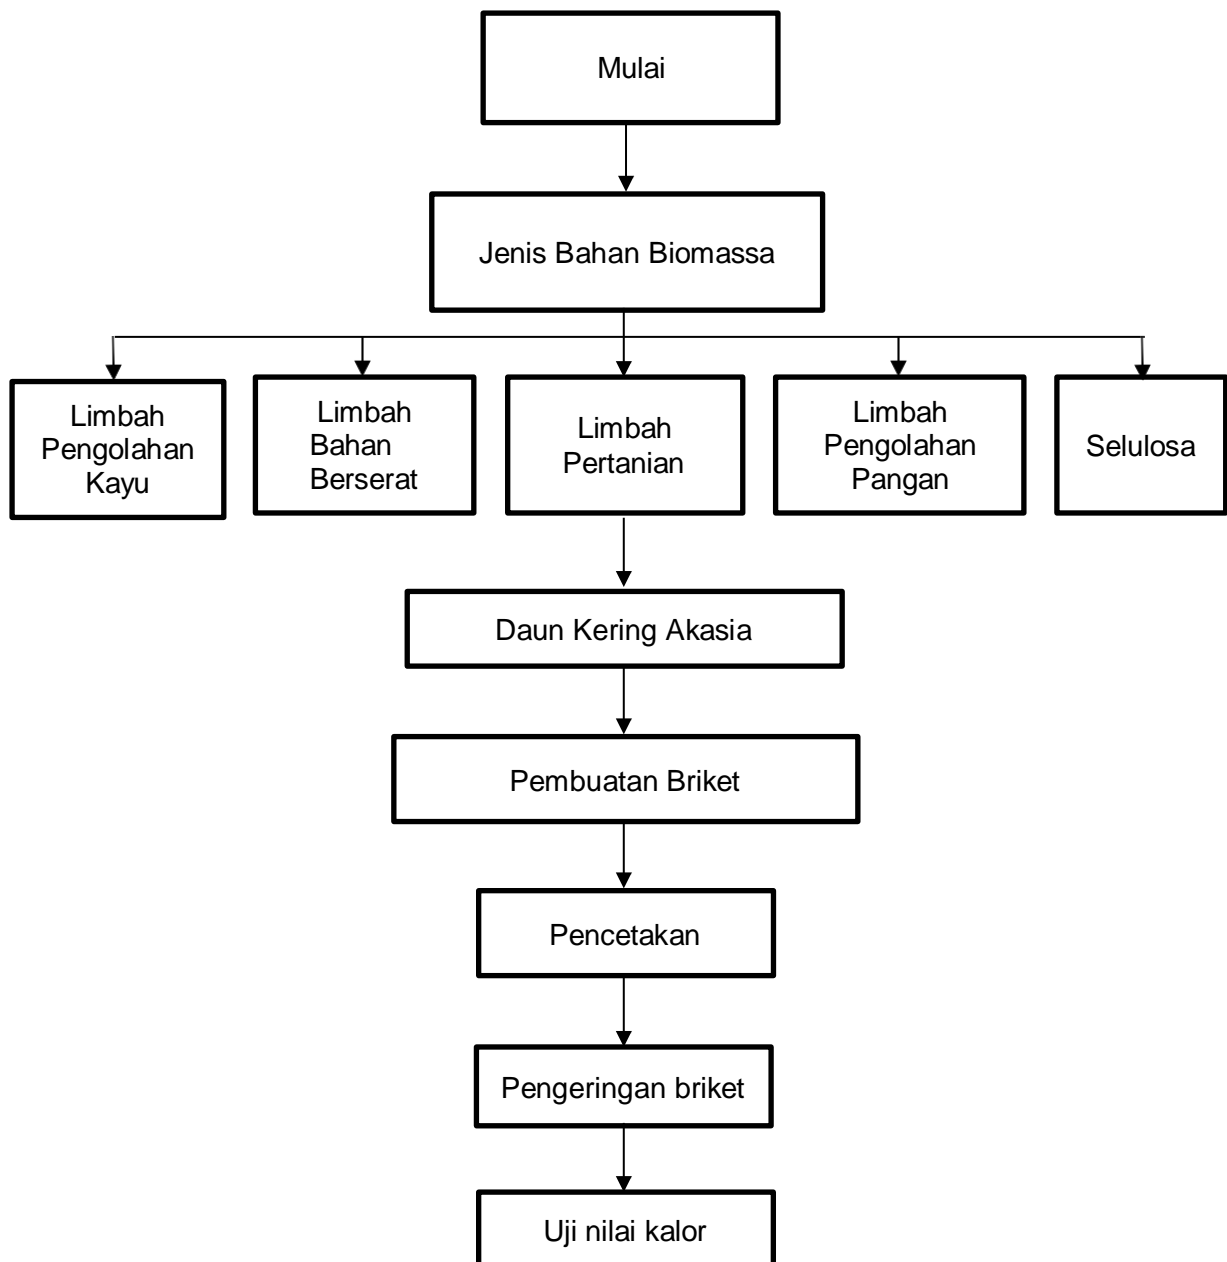 Mulai
Jenis Bahan Biomassa
Limbah
Pengolahan
Kayu
Limbah
Bahan
Berserat
Limbah
Pertanian
Limbah
Pengolahan
Pangan
Selulosa
Daun Kering Akasia
Pembuatan Briket
Pencetakan
Pengeringan briket
Uji nilai kalor